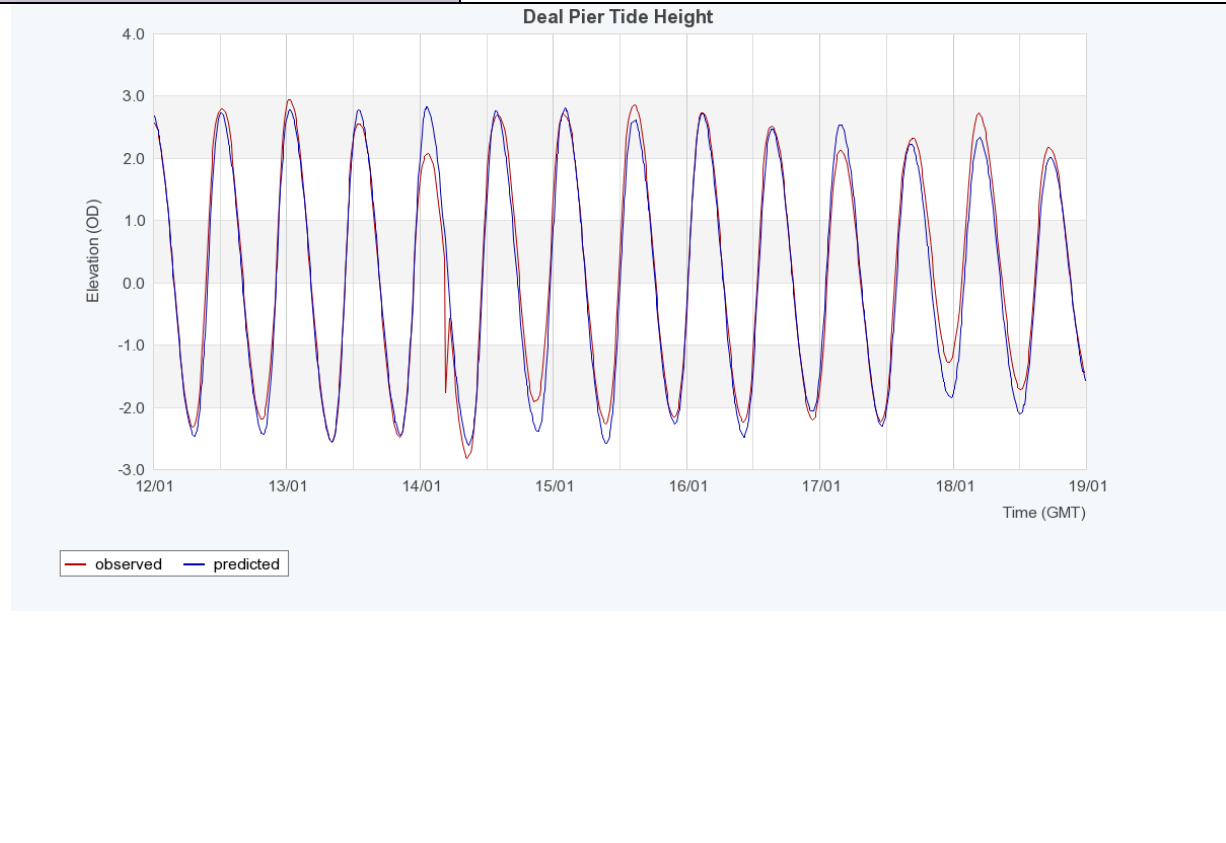 Deal Pier Tide Height
4.0
3.0
2.0
1.0
0.0
-1.0
-2.0
-3.0
Elevation (OD)
12/01 13/01 14/01 15/01 16/01 17/01 18/01 19/01
Time (GMT)
observed predicted